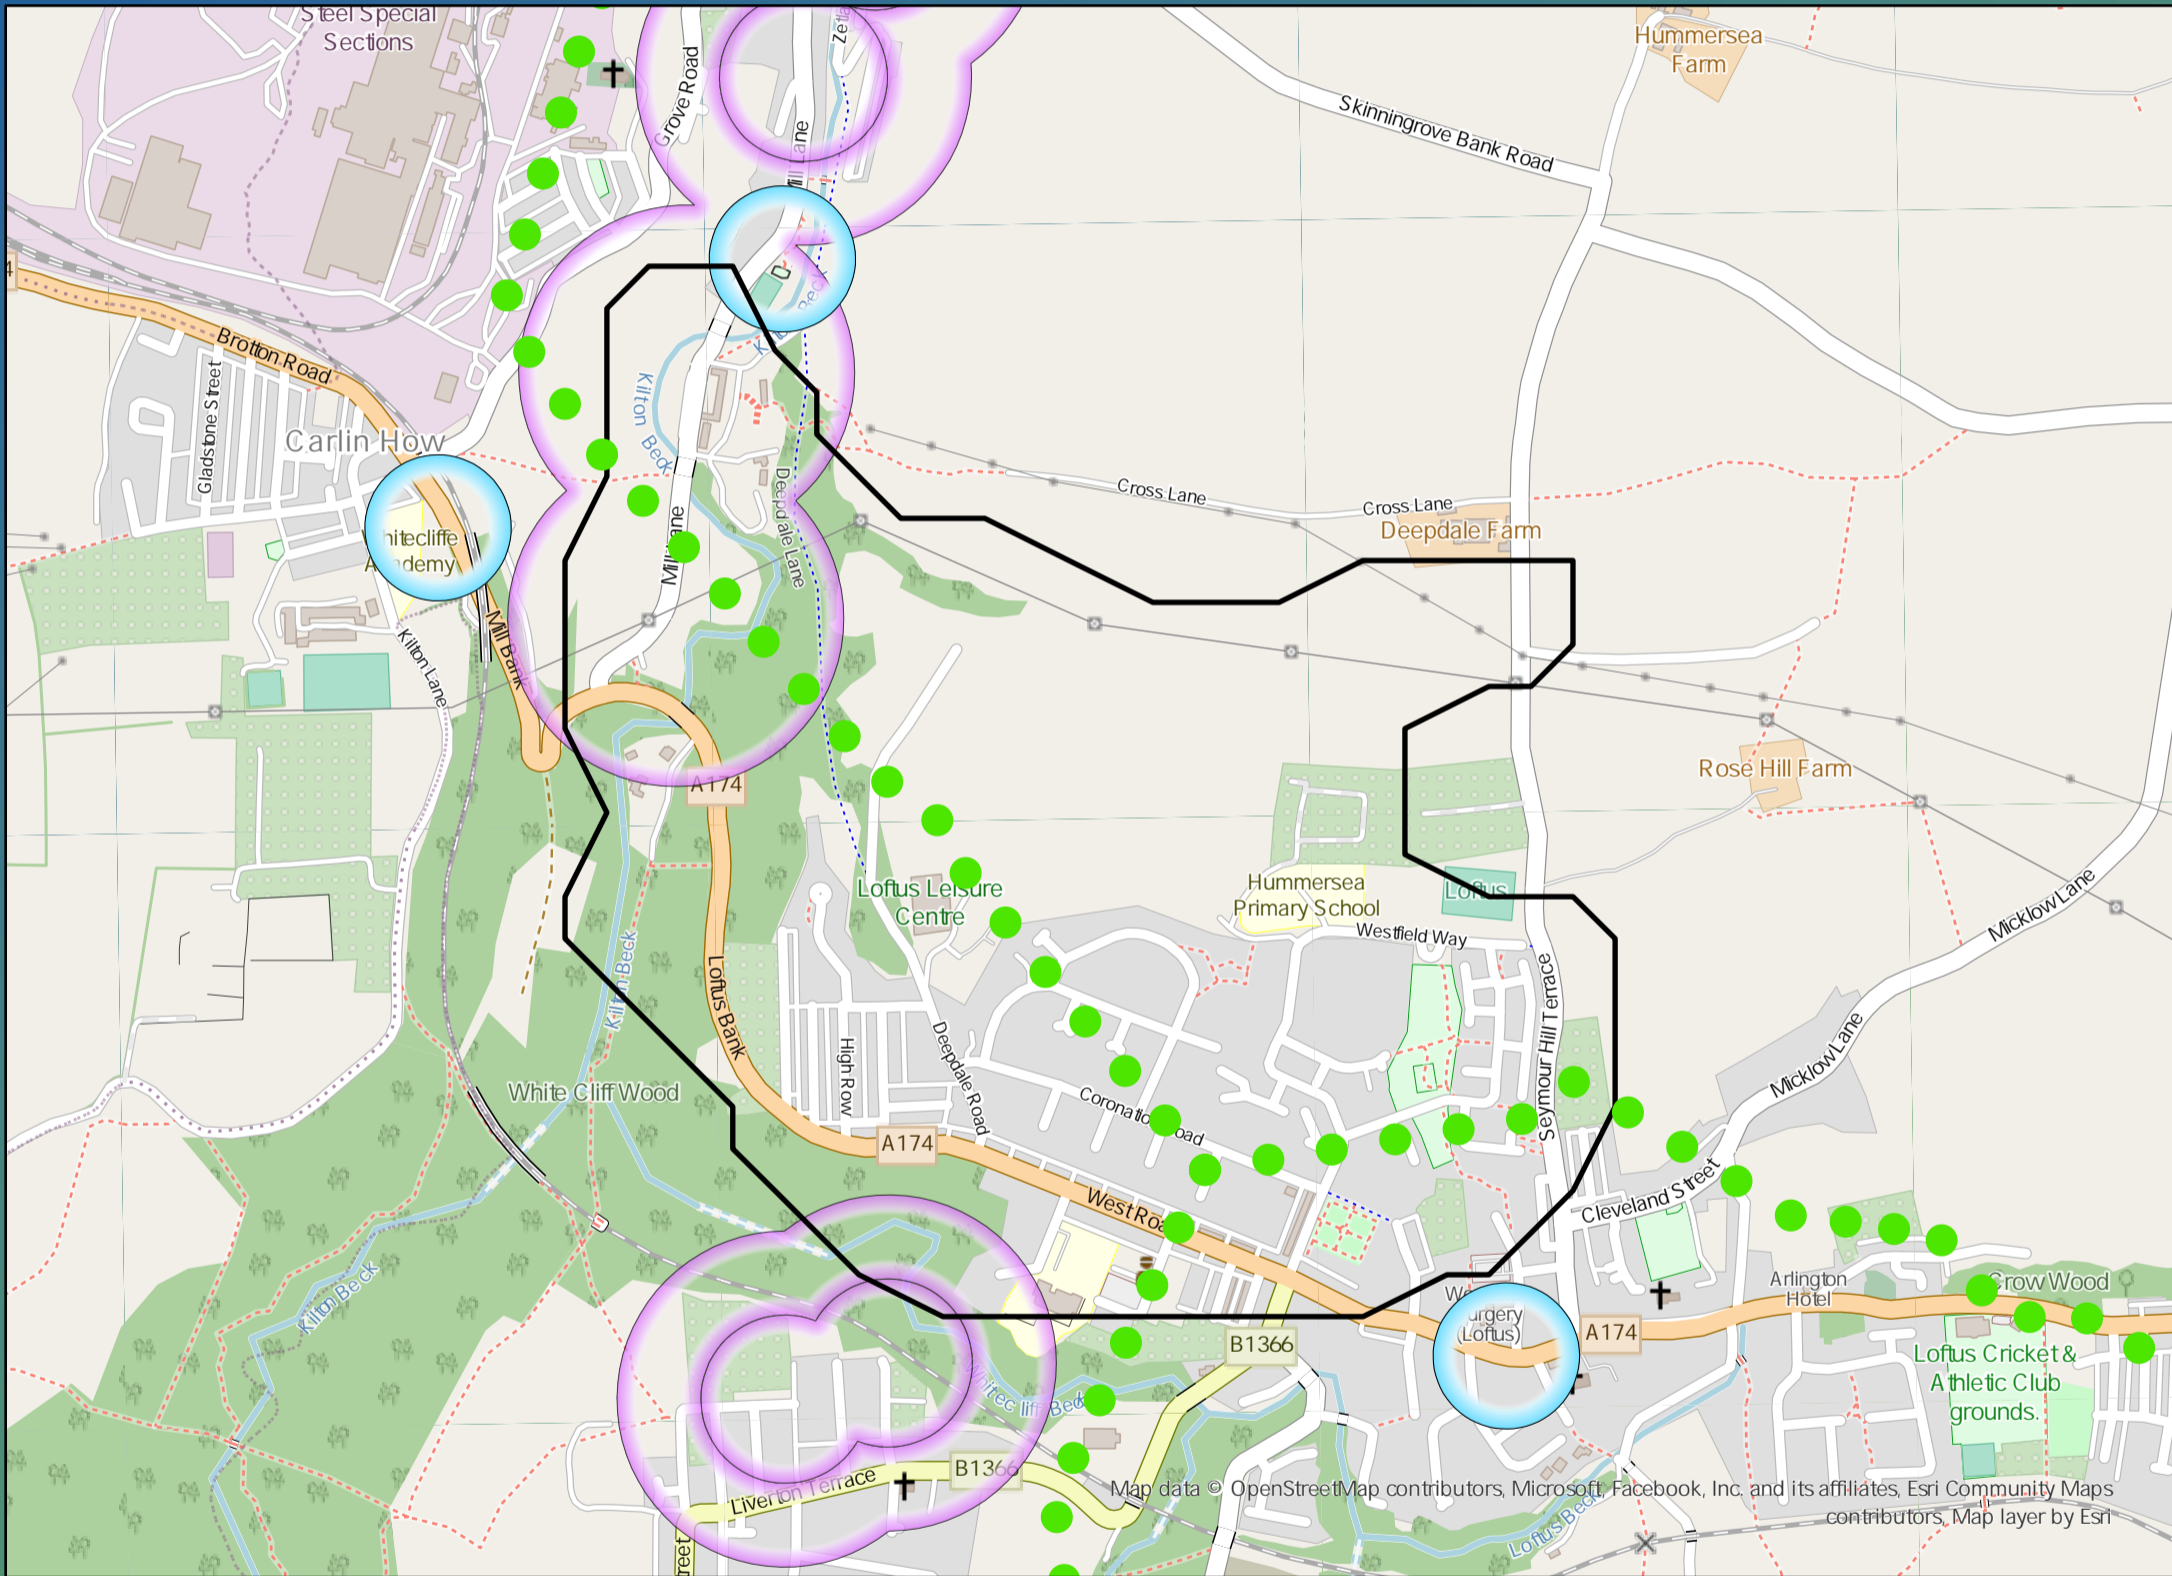 Steel Special
Sections
Grove Road
Mill Lane
Skinningrove Bank Road
Hummersea
Farm
4
Brotton Road
Gladstone Street
Carlin How
Kilton Beck
Mill Lane
Deepdale Lane
Cross Lane
Cross Lane
Deepdale Farm
Mill Bank
Kilton Lane
A174
Rose Hill Farm
Loftus Leisure
Centre
Hummersea
Primary School
Loftus
Westfield Way
Micklow Lane
Kilton Beck
Loftus Bank
High Row
Deepdale Road
Seymour Hill Terrace
Micklow Lane
White Cliff Wood
Coronation Road
A174
West Road
Cleveland Street
Kilton Beck
Arlington
Hotel
Crow Wood
(Loftus)
A174
B1366
Loftus Cricket &
Athletic Club
grounds.
B1366
Liverton Terrace
Loftus Beck
Map data © OpenStreetMap contributors, Microsoft, Facebook, Inc. and its affiliates, Esri Community Maps
contributors, Map layer by Esri